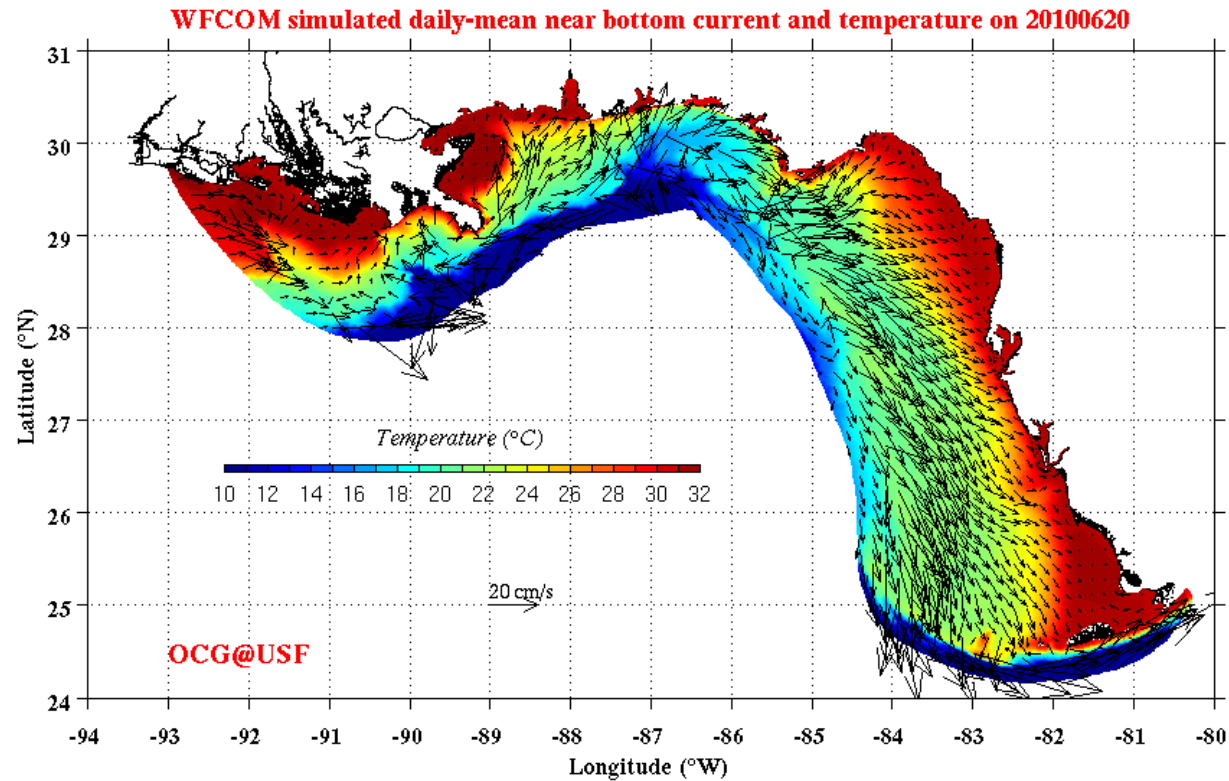 WFCOM simulated daily-mean near bottom current and temperature on 20100620
31
30
29
28
27
26
25
24
Latitude (°N)
Temperature (°C)
10 12 14 16 18 20 22 24 26 28 30 32
20 cm/s
OCG@USF
-94 -93 -92 -91 -90 -89 -88 -87 -86 -85 -84 -83 -82 -81 -80
Longitude (°W)